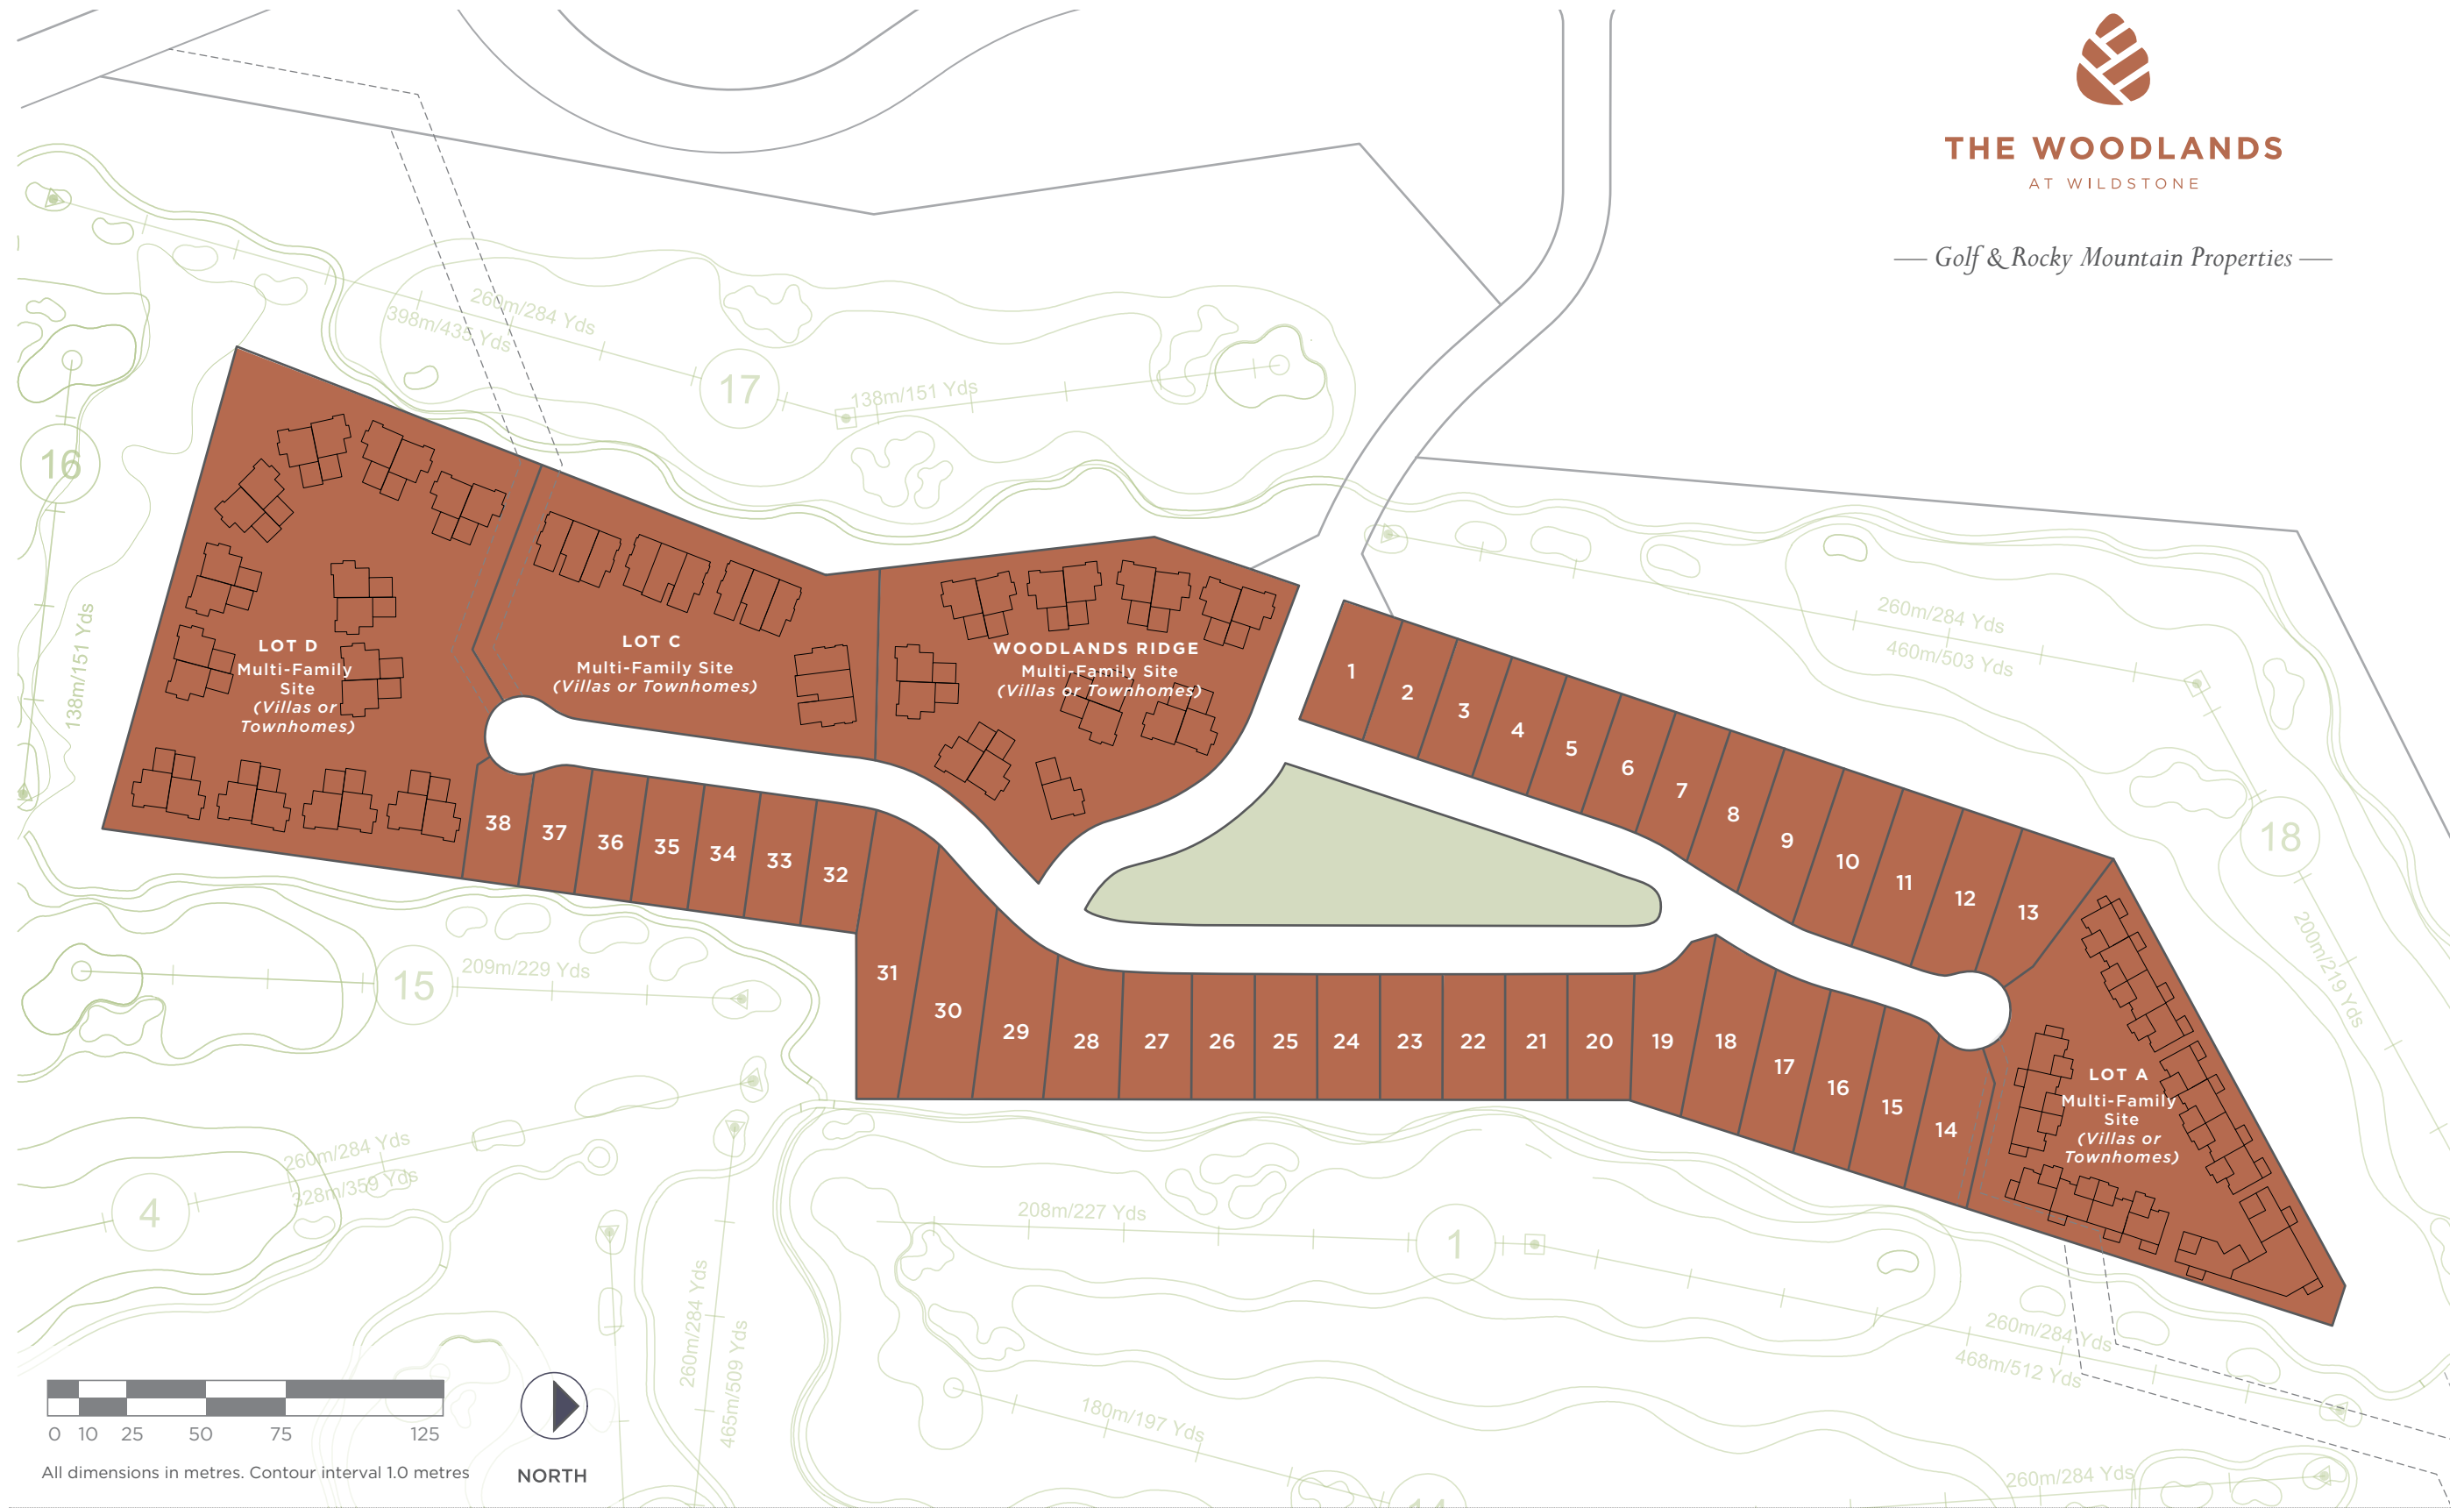 THE WOODLANDS
AT WILDSTONE
Golf & Rocky Mountain Properties
260m/284 Yds
398m/435 Yds
17
138m/151 Yds
16
138m/151 Yds
LOT D
Multi-Family
Site
(Villas or
Townhomes)
LOT C
Multi-Family Site
(Villas or Townhomes)
WOODLANDS RIDGE
Multi-Family Site
(Villas or Townhomes)
260m/284 Yds
460m/503 Yds
18
200m/219 Yds
1
2
3
4
5
6
7
8
9
10
11
12
13
38
37
36
35
34
33
32
31
30
29
28
27
26
25
24
23
22
21
20
19
18
17
16
15
14
LOT A
Multi-Family
Site
(Villas or
Townhomes)
15
209m/229 Yds
4
260m/284 Yds
328m/359 Yds
260m/284 Yds
465m/509 Yds
208m/227 Yds
1
260m/284 Yds
468m/512 Yds
180m/197 Yds
14
260m/284 Yds
0 10 25 50 75 125
All dimensions in metres. Contour interval 1.0 metres
NORTH